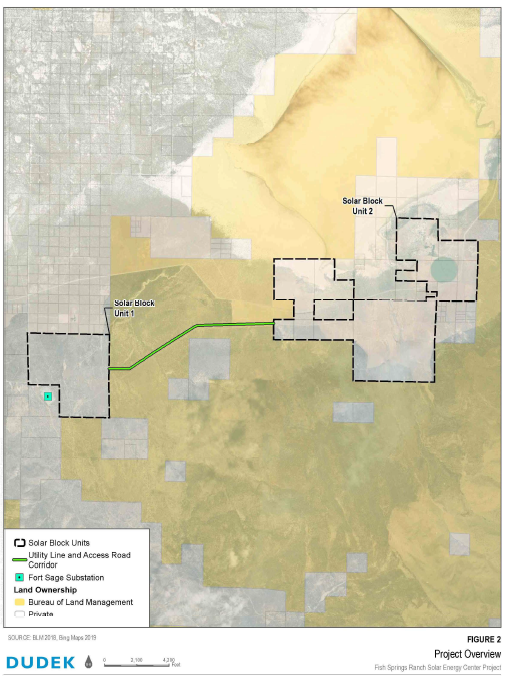 Solar Block
Unit 2
Solar Block
Unit 1
Solar Block Units
Utility Line and Access Road
Corridor
Fort Sage Substation
Land Ownership
Bureau of Land Management
Private
SOURCE: BLM 2018, Bing Maps 2019
DUDEK
0 2,100 4,200
Feet
FIGURE 2
Project Overview
Fish Springs Ranch Solar Energy Center Project